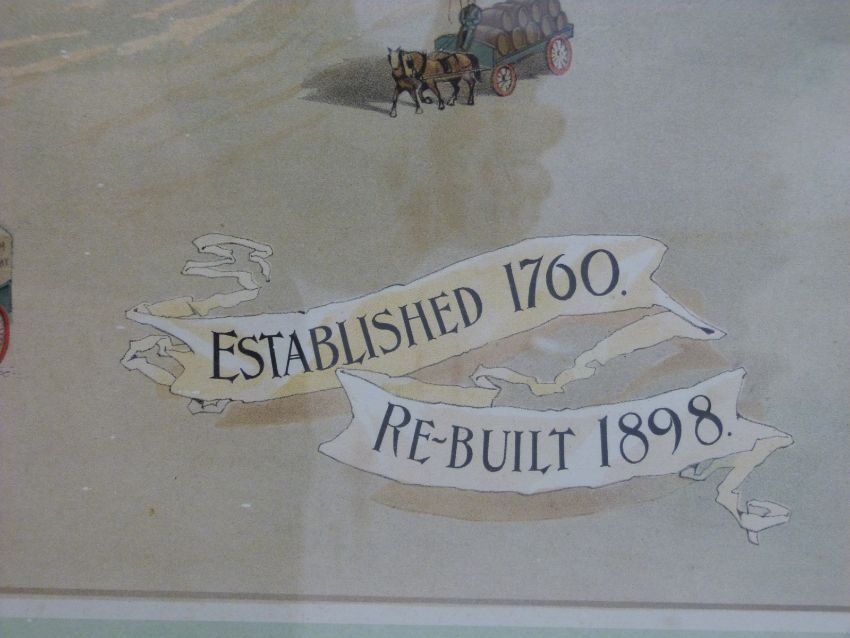 ESTABLISHED 1760.
RE-BUILT 1898.